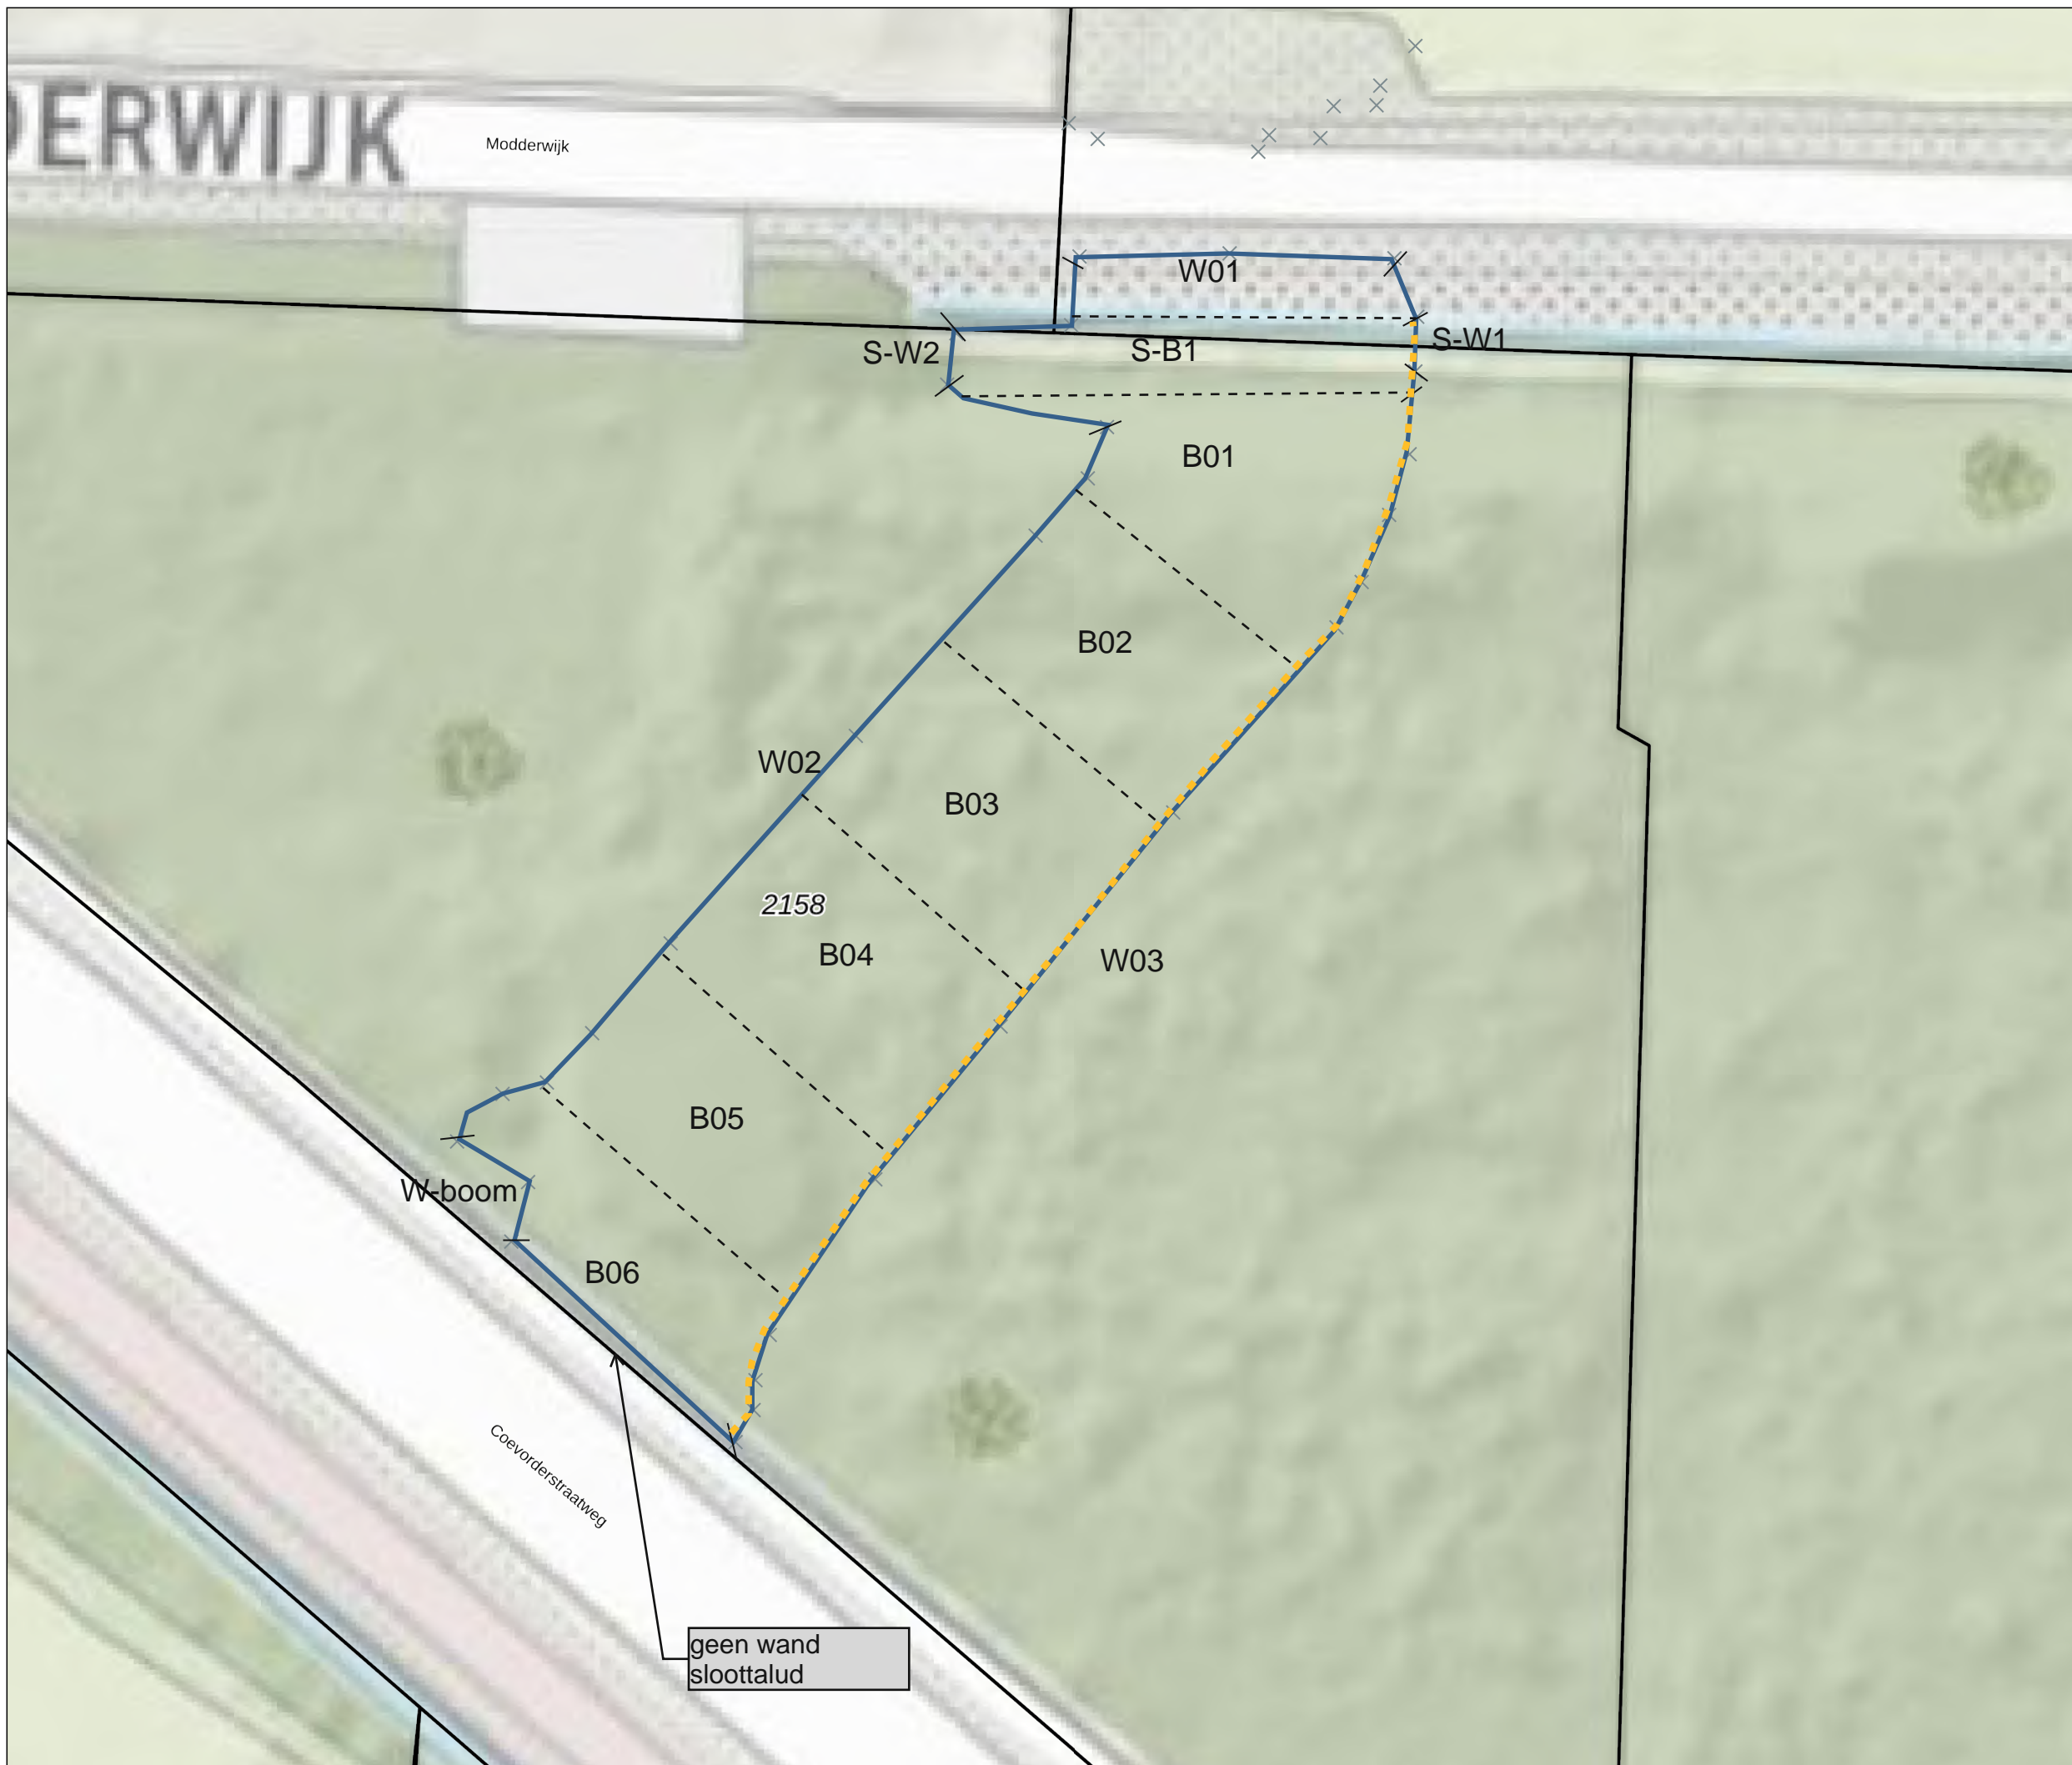 DERWIJK
Modderwijk
W01
S-W2
S-B1
S-W1
B01
B02
W02
B03
2158
B04
W03
B05
W-boom
B06
Coevorderstraatweg
geen wand
sloottalud